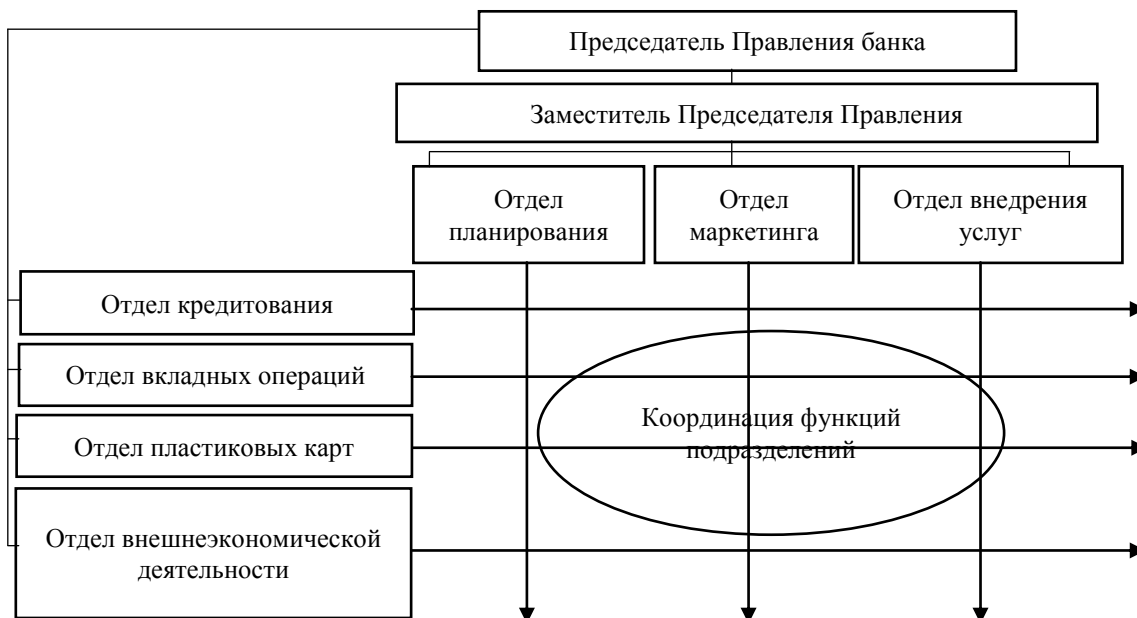 Председатель Правления банка
Заместитель Председателя Правления
Отдел
планирования
Отдел
маркетинга
Отдел внедрения
услуг
Отдел кредитования
Отдел вкладных операций
Координация функций
подразделений
Отдел пластиковых карт
Отдел внешнеэкономической
деятельности